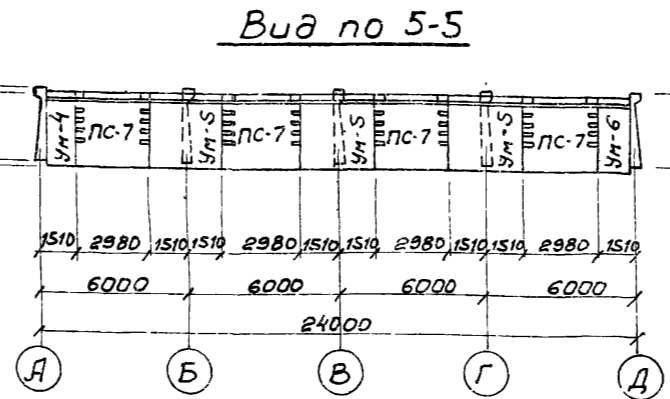 Вид по 5-5
УМ-4 ПС-7 УМ-5 ПС-7 УМ-5 ПС-7 УМ-5 ПС-7 УМ-6
1510 2980 1510 1510 2980 1510 1510 2980 1510 1510 2980 1510
6000 6000 6000 6000
24000
А Б В Г Д